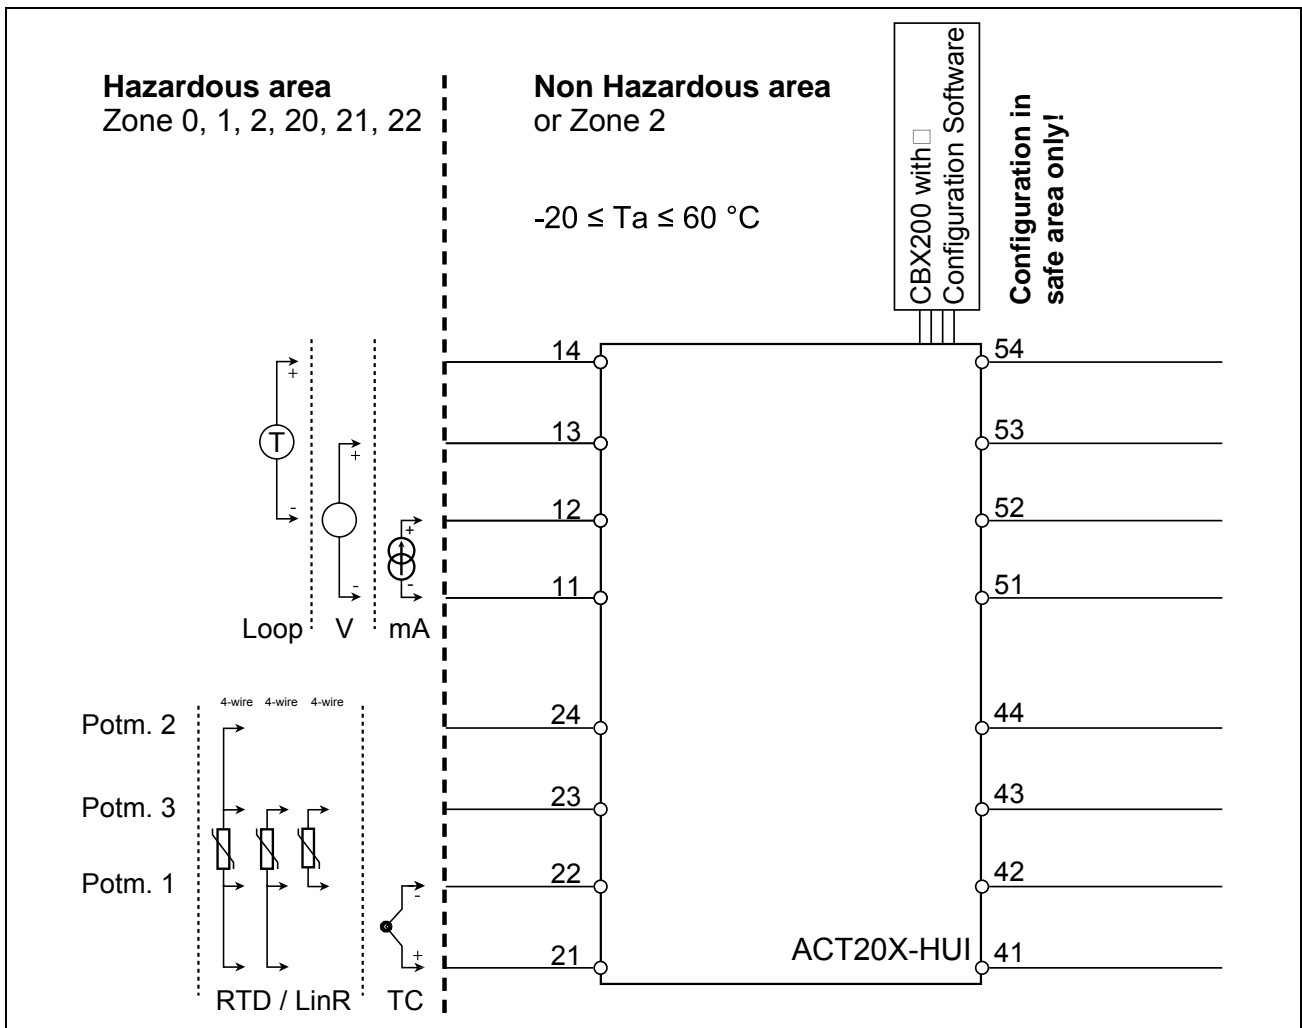 Hazardous area
Zone 0, 1, 2, 20, 21, 22
Non Hazardous area
or Zone 2
-20 ≤ Ta ≤ 60 °C
CBX200 with□
Configuration Software
Configuration in
safe area only!
14
54
+
T
13
53
+
-
12
52
+
-
-
11
51
Loop
V
mA
4-wire
4-wire
4-wire
Potm. 2
24
44
Potm. 3
23
43
Potm. 1
22
42
-
+
21
ACT20X-HUI
41
RTD / LinR
TC